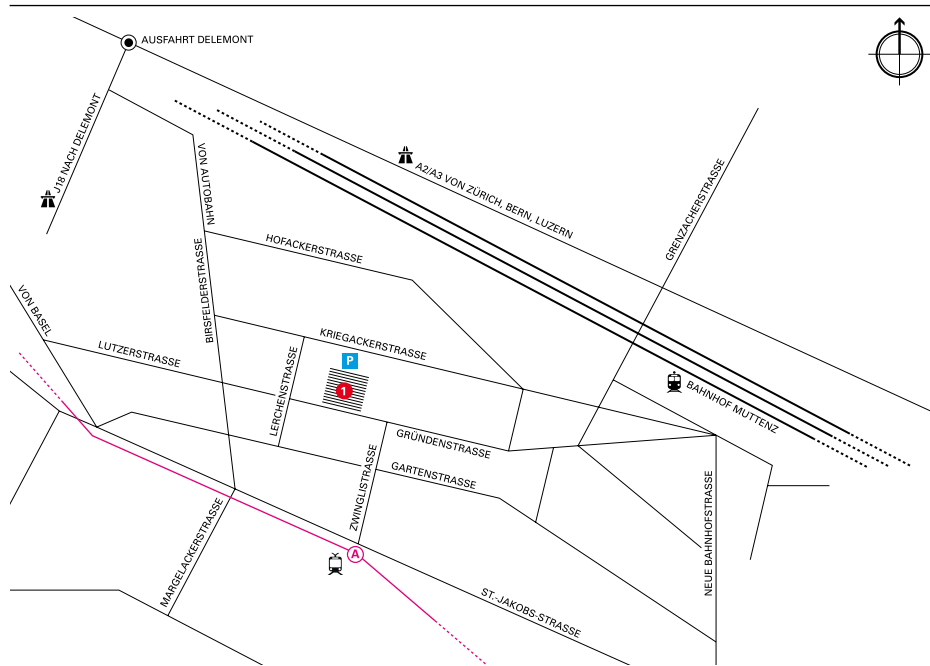 AUSFAHRT DELEMONT
J18 NACH DELEMONT
A2/A3 VON ZÜRICH, BERN, LUZERN
GRENZACHERSTRASSE
VON AUTOBAHN
HOFACKERSTRASSE
BIRSFELDERSTRASSE
VON BASEL
KRIEGACKERSTRASSE
LUTZERSTRASSE
P
LERCHENSTRASSE
1
BAHNHOF MUTTENZ
GRÜNDENSTRASSE
GARTENSTRASSE
ZWINGLISTRASSE
NEUE BAHNHOFSTRASSE
MARGELACKERSTRASSE
A
ST.-JAKOBS-STRASSE